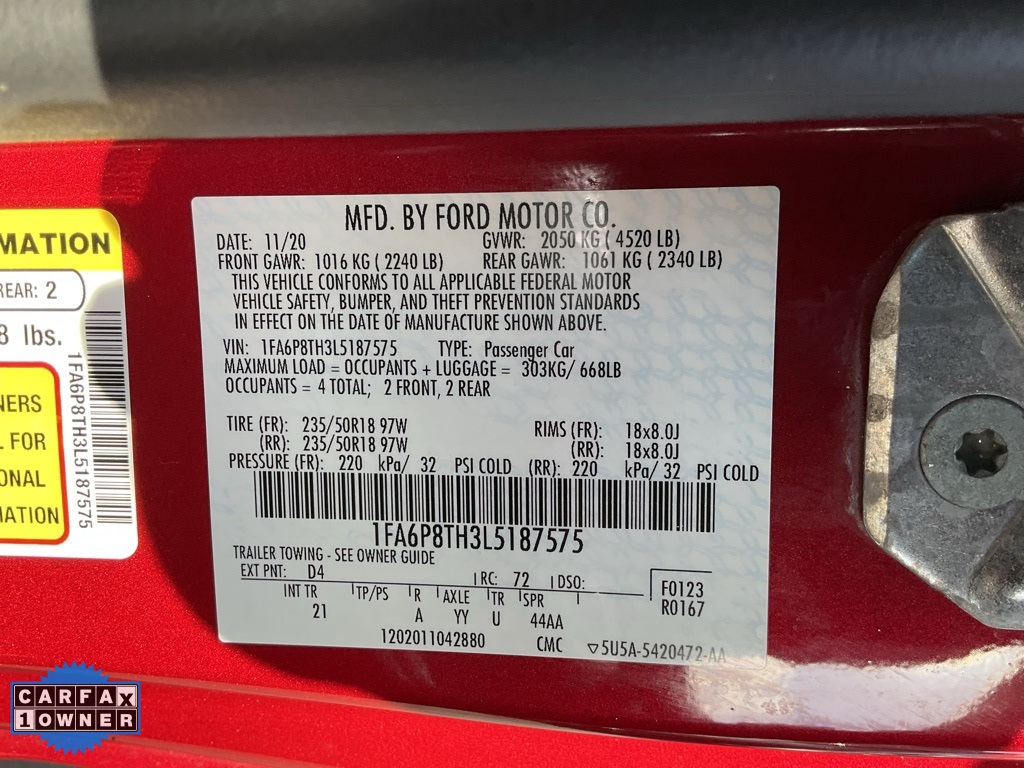 MFD. BY FORD MOTOR CO.
DATE: 11/20 GVWR: 2050 KG ( 4520 LB)
FRONT GAWR: 1016 KG ( 2240 LB) REAR GAWR: 1061 KG ( 2340 LB)
THIS VEHICLE CONFORMS TO ALL APPLICABLE FEDERAL MOTOR
VEHICLE SAFETY, BUMPER, AND THEFT PREVENTION STANDARDS
IN EFFECT ON THE DATE OF MANUFACTURE SHOWN ABOVE.
VIN: 1FA6P8TH3L5187575 TYPE: Passenger Car
MAXIMUM LOAD = OCCUPANTS + LUGGAGE = 303KG/ 668LB
OCCUPANTS = 4 TOTAL; 2 FRONT, 2 REAR
TIRE (FR): 235/50R18 97W RIMS (FR): 18x8.0J
(RR): 235/50R18 97W (RR): 18x8.0J
PRESSURE (FR): 220 kPa/ 32 PSI COLD (RR): 220 kPa/ 32 PSI COLD
1FA6P8TH3L5187575
TRAILER TOWING - SEE OWNER GUIDE
EXT PNT: D4 RC: 72 DSO: F0123
INT TR TP/PS R AXLE TR SPR R0167
21 A YY U 44AA
1202011042880 CMC ▽5U5A-5420472-AA
MATION
REAR: 2
8 lbs.
NERS
L FOR
ONAL
MATION
1FA6P8TH3L5187575
CARFAX
1 OWNER